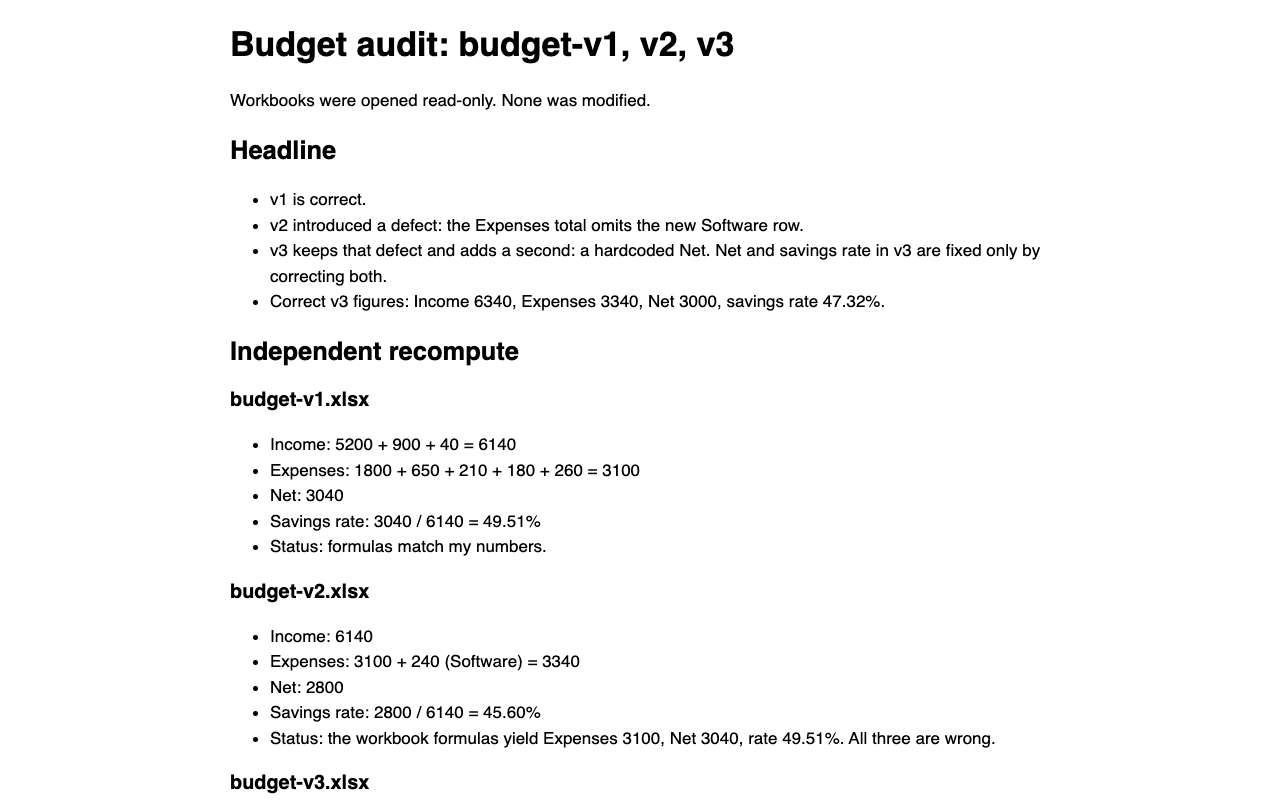 Budget audit: budget-v1, v2, v3
Workbooks were opened read-only. None was modified.
Headline
• v1 is correct.
• v2 introduced a defect: the Expenses total omits the new Software row.
• v3 keeps that defect and adds a second: a hardcoded Net. Net and savings rate in v3 are fixed only by
correcting both.
• Correct v3 figures: Income 6340, Expenses 3340, Net 3000, savings rate 47.32%.
Independent recompute
budget-v1.xlsx
• Income: 5200 + 900 + 40 = 6140
• Expenses: 1800 + 650 + 210 + 180 + 260 = 3100
• Net: 3040
• Savings rate: 3040 / 6140 = 49.51%
• Status: formulas match my numbers.
budget-v2.xlsx
• Income: 6140
• Expenses: 3100 + 240 (Software) = 3340
• Net: 2800
• Savings rate: 2800 / 6140 = 45.60%
• Status: the workbook formulas yield Expenses 3100, Net 3040, rate 49.51%. All three are wrong.
budget-v3.xlsx